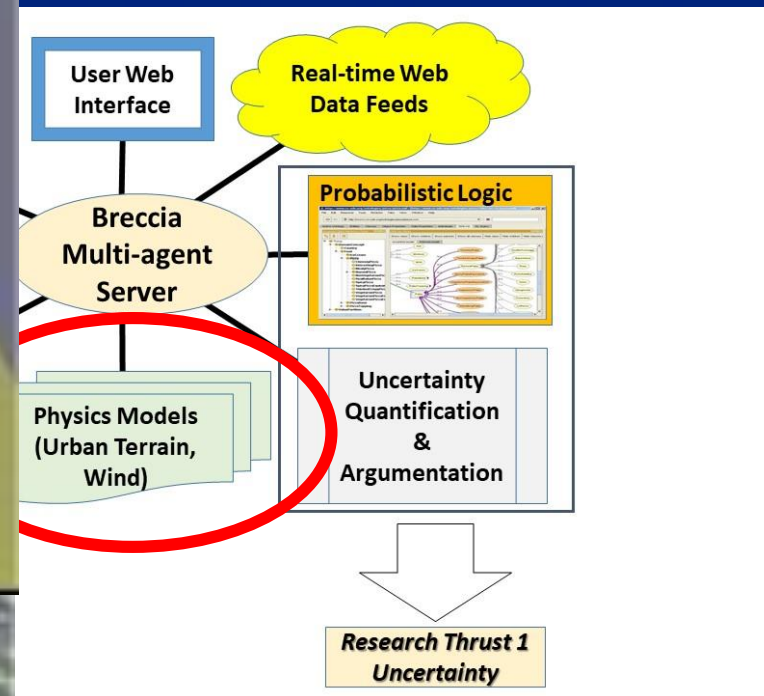 User Web
Interface
Real-time Web
Data Feeds
Breccia
Multi-agent
Server
Probabilistic Logic
Physics Models
(Urban Terrain,
Wind)
Uncertainty
Quantification
&
Argumentation
Research Thrust 1
Uncertainty